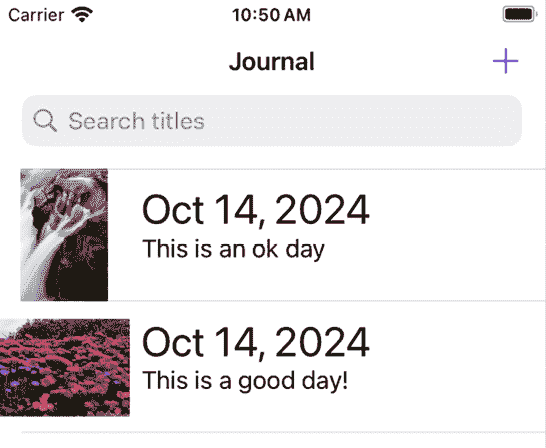 Carrier 10:50 AM
Journal
Search titles
Oct 14, 2024
This is an ok day
Oct 14, 2024
This is a good day!